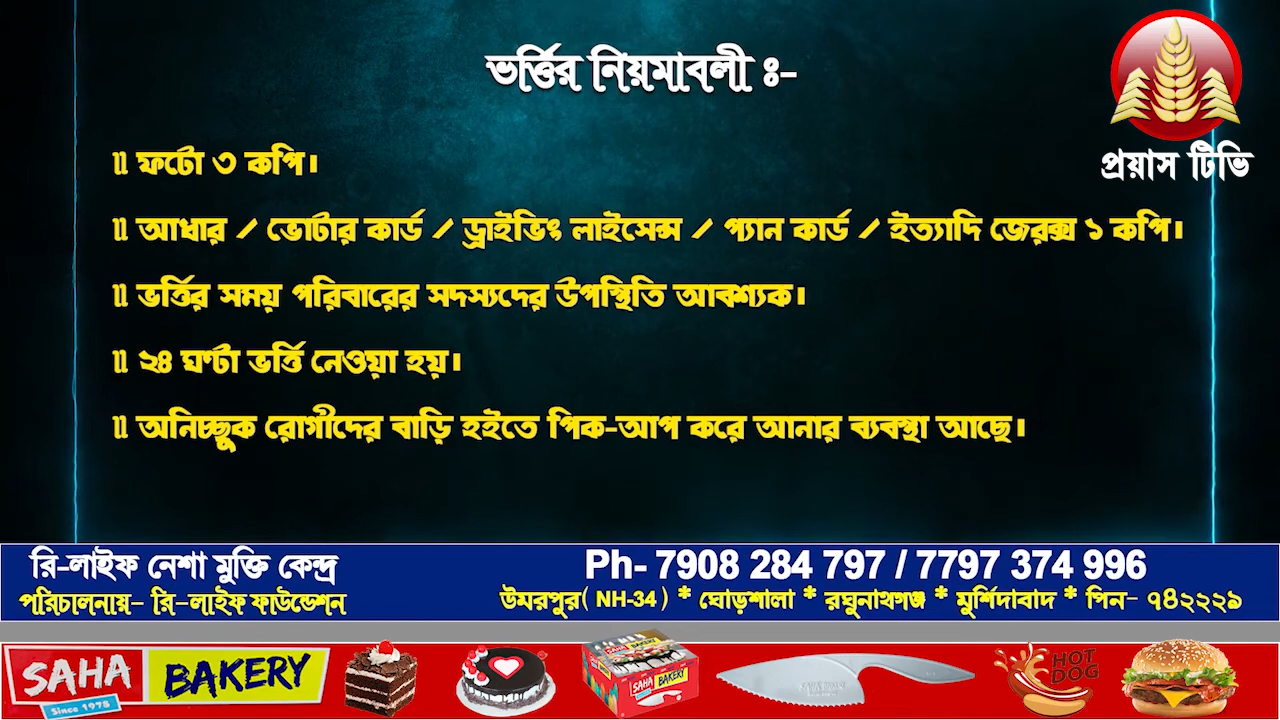 ভর্ত্তির নিয়মাবলী ঃ-
প্রয়াস টিভি
॥ ফটো ৩ কপি।
॥ আধার / ভোটার কার্ড / ড্রাইভিং লাইসেন্স / প্যান কার্ড / ইত্যাদি জেরক্স ১ কপি।
॥ ভর্ত্তির সময় পরিবারের সদস্যদের উপস্থিতি আবশ্যক।
॥ ২৪ ঘণ্টা ভর্ত্তি নেওয়া হয়।
॥ অনিচ্ছুক রোগীদের বাড়ি হইতে পিক-আপ করে আনার ব্যবস্থা আছে।
রি-লাইফ নেশা মুক্তি কেন্দ্র
পরিচালনায়- রি-লাইফ ফাউন্ডেশন
Ph- 7908 284 797 / 7797 374 996
উমরপুর( NH-34 ) * ঘোড়শালা * রঘুনাথগঞ্জ * মুর্শিদাবাদ * পিন- ৭৪২২২৯
SAHA BAKERY
Since 1975
SAHA BAKERY
HOT DOG